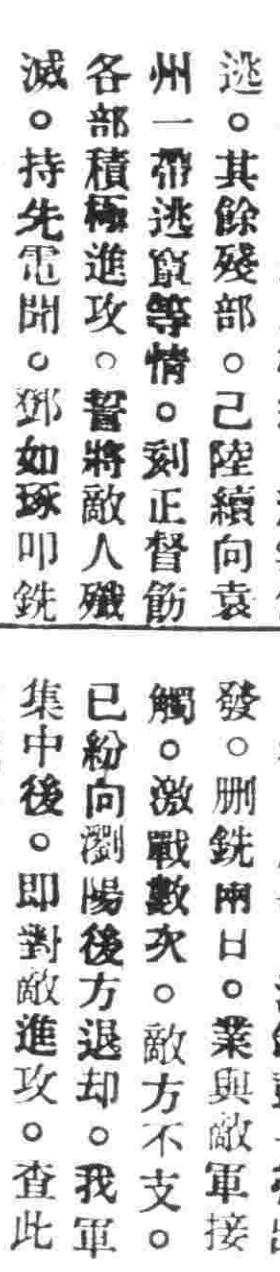 逃。其餘殘部。己陸續向袁
州一帶逃竄等情。刻正督飭
各部積極進攻。誓將敵人殲
滅。持先電聞。鄧如琢叩銑
發。刪銑兩日。業與敵軍接
觸。激戰數次。敵方不支。
已紛向瀏陽後方退却。我軍
集中後。即對敵進攻。查此